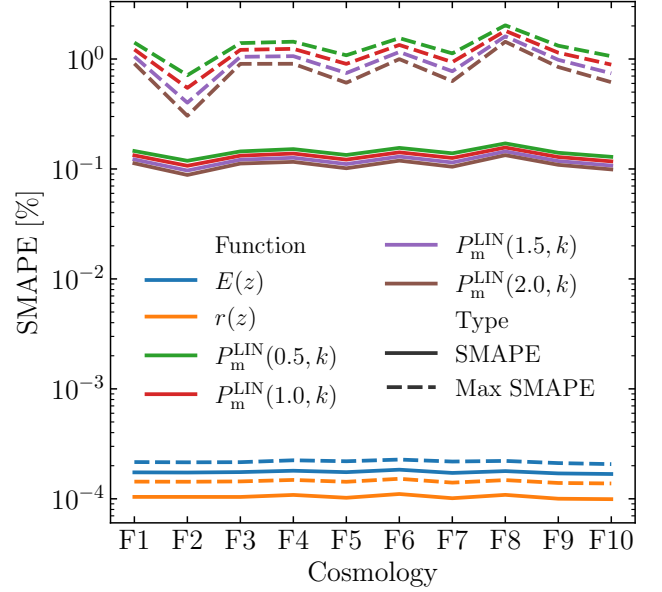 SMAPE [%]
10^0
10^{-1}
10^{-2}
10^{-3}
10^{-4}
Function
E(z)
r(z)
P_m^{LIN}(0.5, k)
P_m^{LIN}(1.0, k)
P_m^{LIN}(1.5, k)
P_m^{LIN}(2.0, k)
Type
SMAPE
Max SMAPE
F1 F2 F3 F4 F5 F6 F7 F8 F9 F10
Cosmology